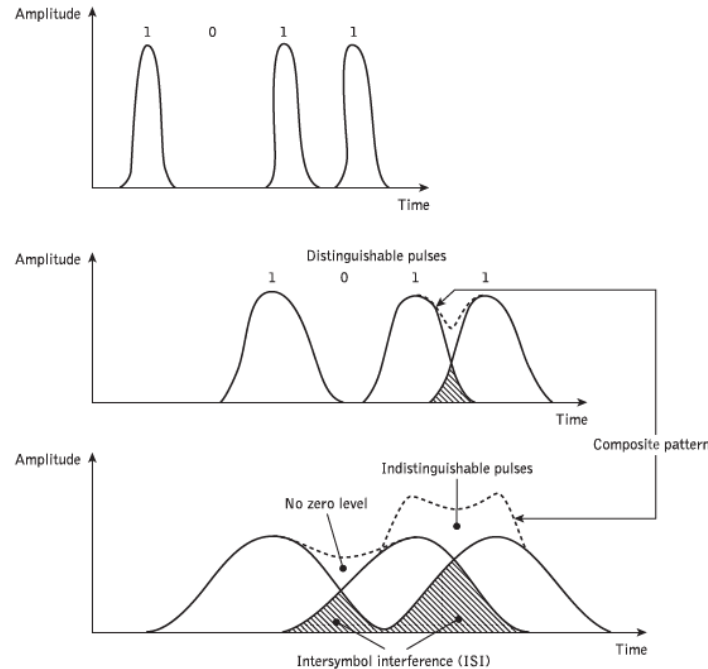 Amplitude
1 0 1 1
Time
Amplitude
Distinguishable pulses
1 0 1 1
Time
Composite pattern
Amplitude
Indistinguishable pulses
No zero level
Time
Intersymbol interference (ISI)